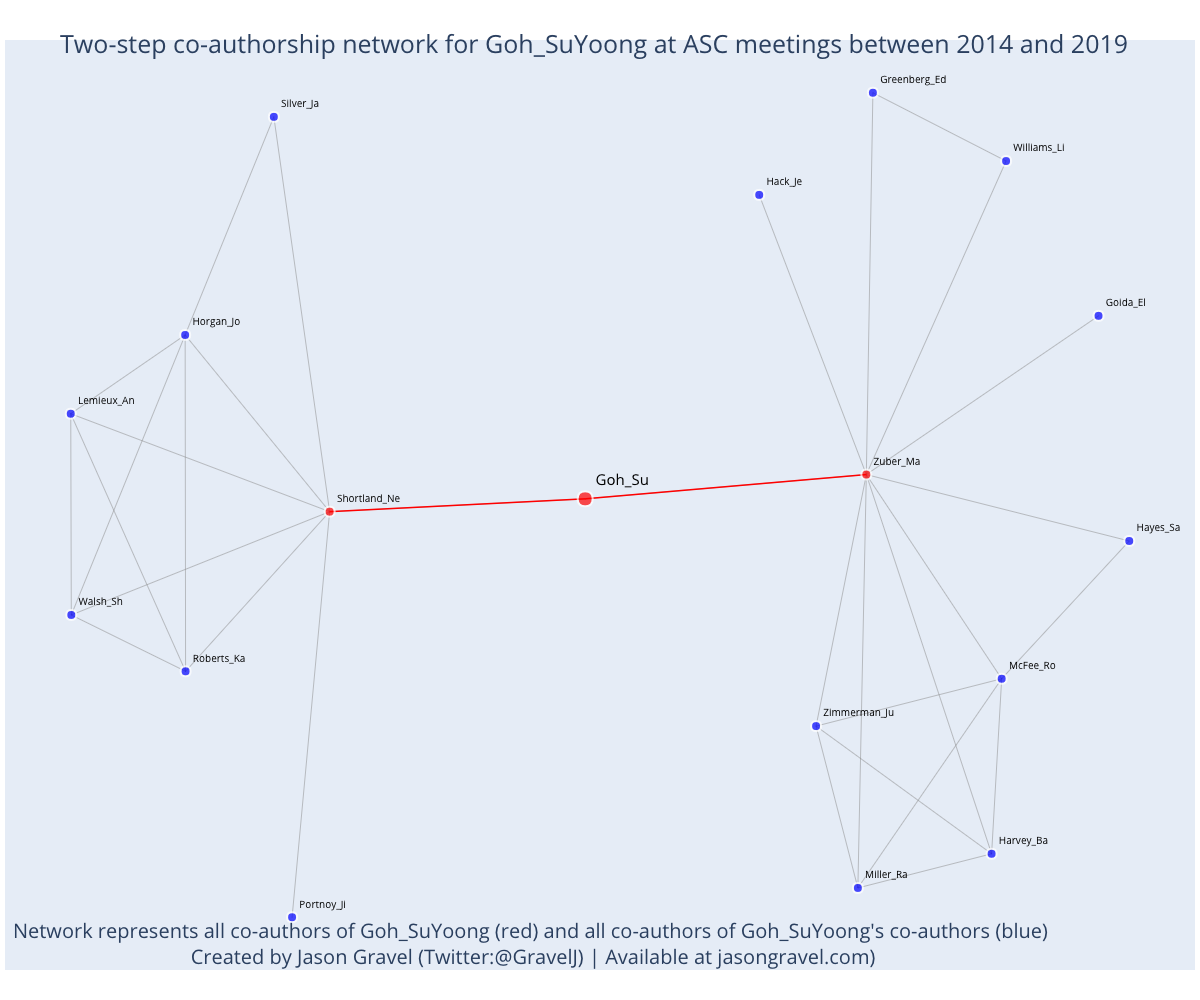 Two-step co-authorship network for Goh_SuYoong at ASC meetings between 2014 and 2019
Greenberg_Ed
Silver_Ja
Williams_Li
Hack_Je
Goida_El
Horgan_Jo
Lemieux_An
Zuber_Ma
Goh_Su
Shortland_Ne
Hayes_Sa
Walsh_Sh
Roberts_Ka
McFee_Ro
Zimmerman_Ju
Harvey_Ba
Miller_Ra
Portnoy_Ji
Network represents all co-authors of Goh_SuYoong (red) and all co-authors of Goh_SuYoong's co-authors (blue)
Created by Jason Gravel (Twitter:@GravelJ) | Available at jasongravel.com)